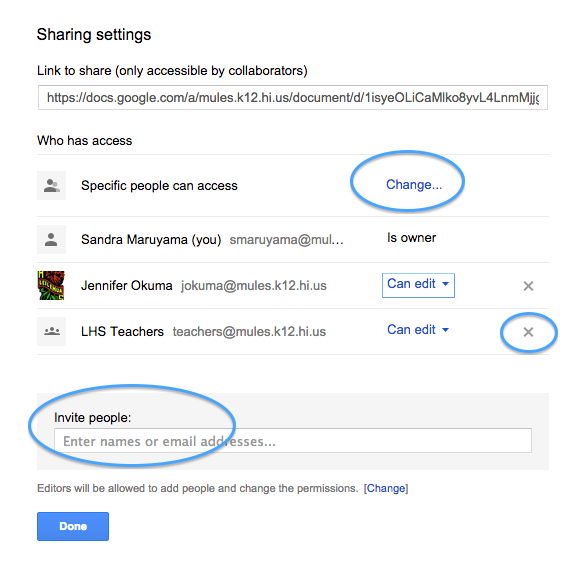 Sharing settings
Link to share (only accessible by collaborators)
https://docs.google.com/a/mules.k12.hi.us/document/d/1isyeOLiCaMlko8yvL4LnmMjjg
Who has access
Specific people can access Change...
Sandra Maruyama (you) smaruyama@mul... Is owner
Jennifer Okuma jokuma@mules.k12.hi.us Can edit
LHS Teachers teachers@mules.k12.hi.us Can edit
Invite people:
Enter names or email addresses...
Editors will be allowed to add people and change the permissions. [Change]
Done